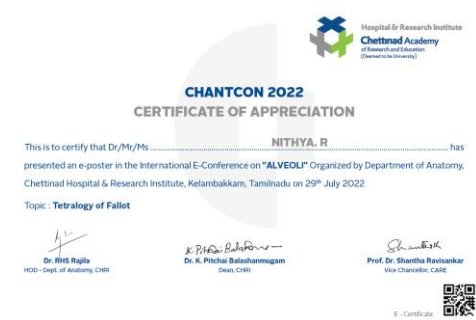 Hospital & Research Institute
Chettinad Academy
of Research and Education
(Deemed to be University)
CHANTCON 2022
CERTIFICATE OF APPRECIATION
This is to certify that Dr/Mr/Ms NITHYA. R has
presented an e-poster in the International E-Conference on "ALVEOLI" Organized by Department of Anatomy,
Chettinad Hospital & Research Institute, Kelambakkam, Tamilnadu on 29th July 2022
Topic : Tetralogy of Fallot
K. Pitchai Balashanm
Shantha R
Dr. RHS Rajila Dr. K. Pitchai Balashanmugam Prof. Dr. Shantha Ravisankar
HOD - Dept. of Anatomy, CHRI Dean, CHRI Vice Chancellor, CARE
E - Certificate